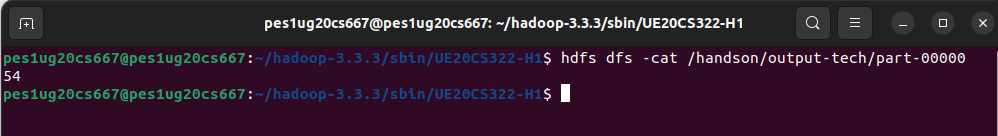 pes1ug20cs667@pes1ug20cs667: ~/hadoop-3.3.3/sbin/UE20CS322-H1
pes1ug20cs667@pes1ug20cs667:~/hadoop-3.3.3/sbin/UE20CS322-H1$ hdfs dfs -cat /handson/output-tech/part-00000
54
pes1ug20cs667@pes1ug20cs667:~/hadoop-3.3.3/sbin/UE20CS322-H1$